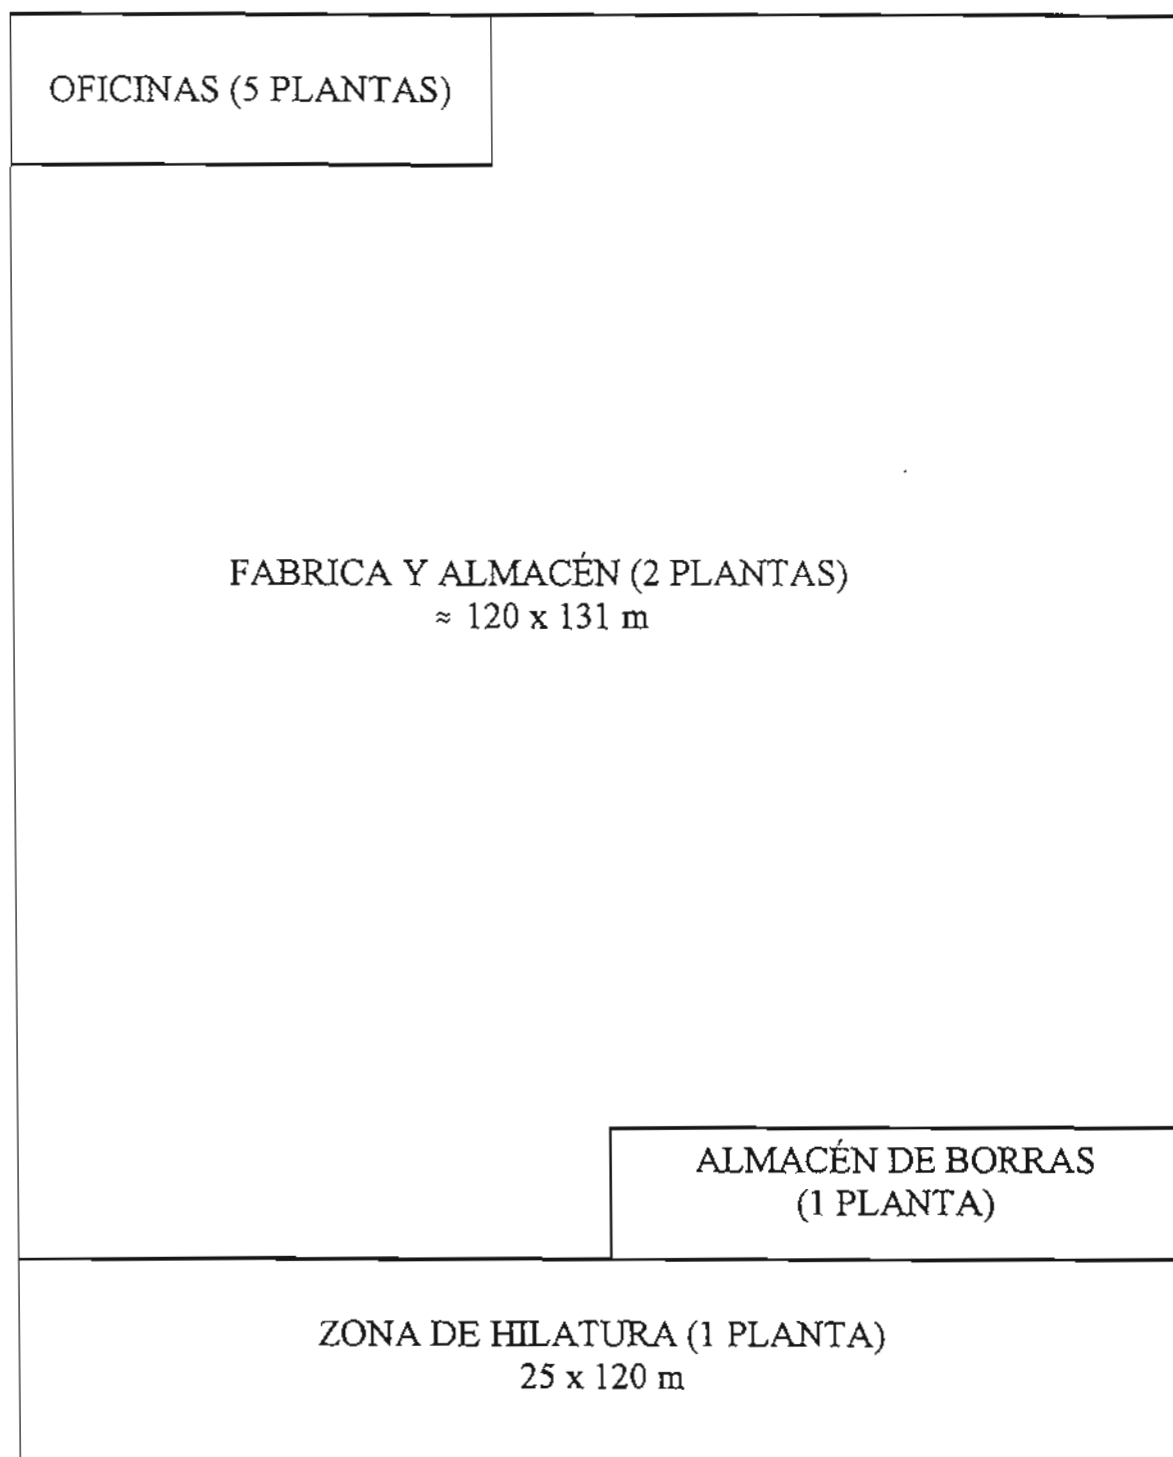 OFICINAS (5 PLANTAS)
FABRICA Y ALMACÉN (2 PLANTAS)
≈ 120 x 131 m
ALMACÉN DE BORRAS
(1 PLANTA)
ZONA DE HILATURA (1 PLANTA)
25 x 120 m